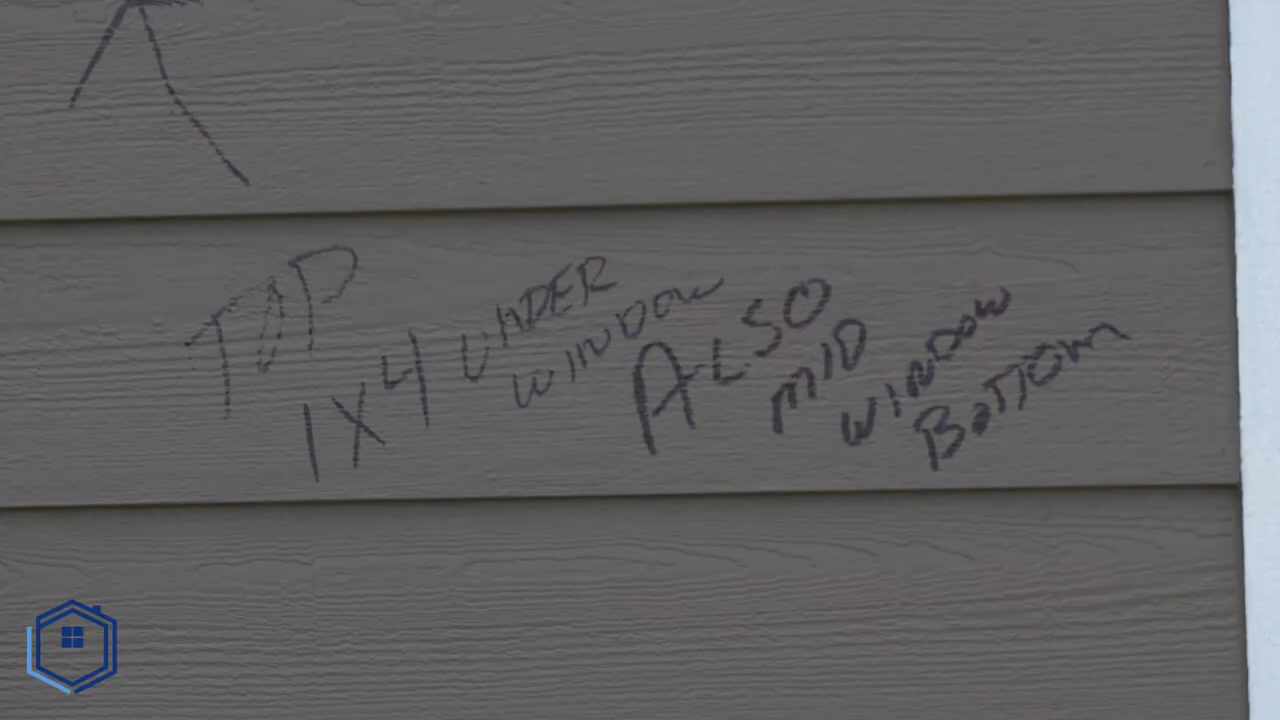 TOP
1X4 UNDER
WINDOW
ALSO
MID
WINDOW
BOTTOM